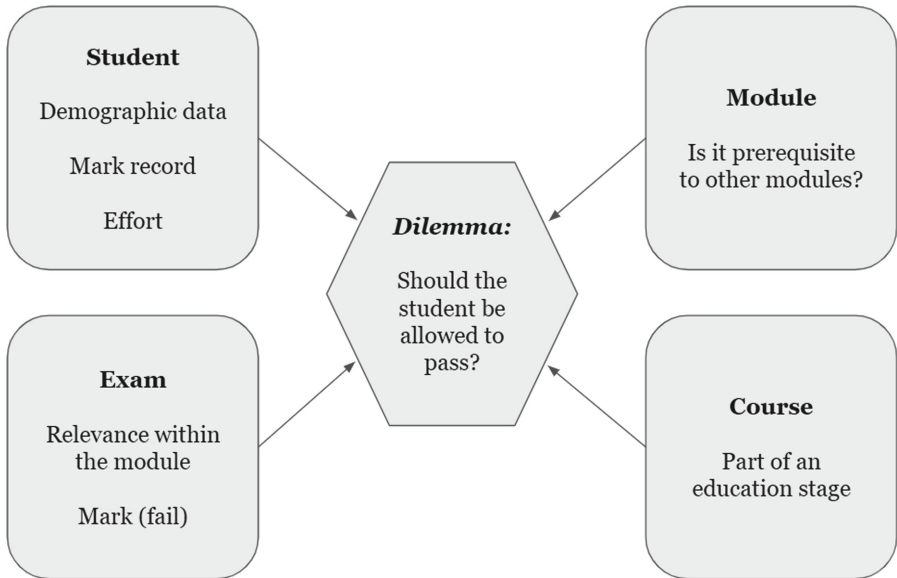 Student
Demographic data
Mark record
Effort
Module
Is it prerequisite
to other modules?
Dilemma:
Should the
student be
allowed to
pass?
Exam
Relevance within
the module
Mark (fail)
Course
Part of an
education stage